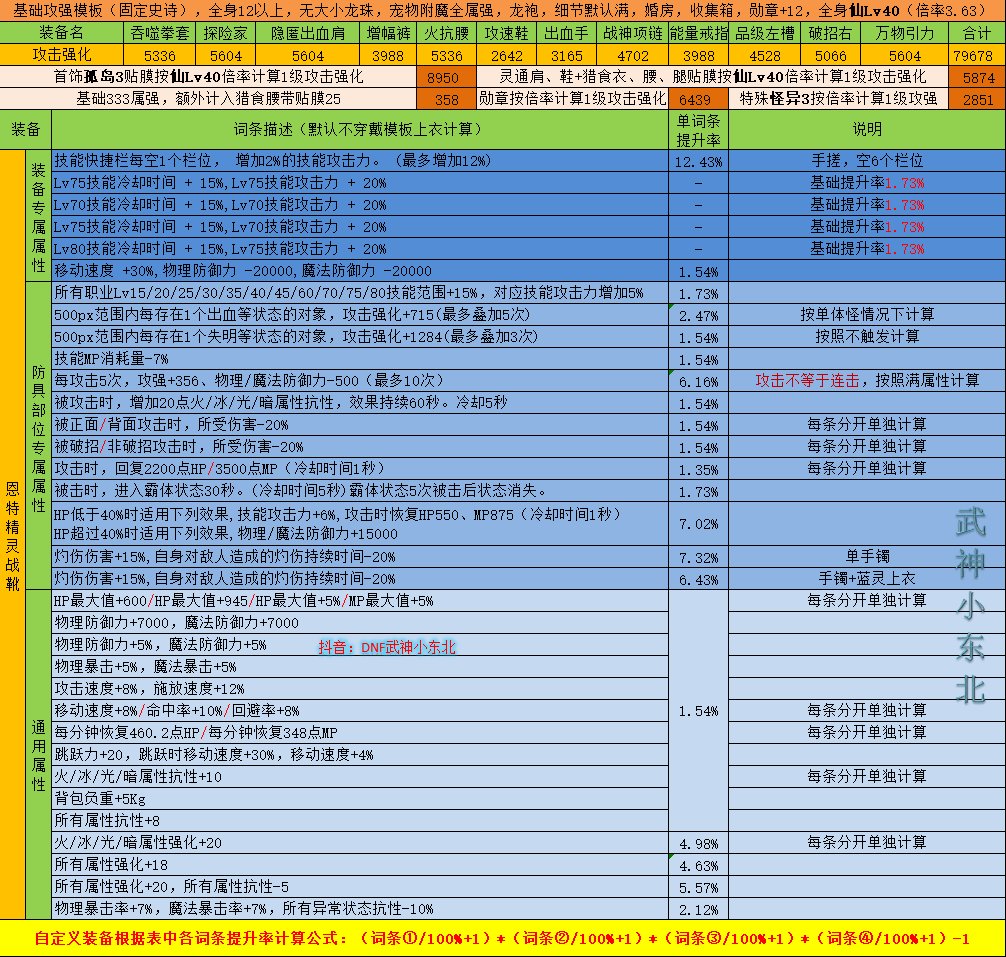 基础攻强模板（固定史诗），全身12以上，无大小龙珠，宠物附魔全属强，龙袍，细节默认满，婚房，收集箱，勋章+12，全身仙Lv40（倍率3.63）
装备名 吞噬拳套 探险家 隐匿出血肩 增幅裤 火抗腰 攻速鞋 出血手 战神项链 能量戒指 品级左槽 破招右 万物引力 合计
攻击强化 5336 5604 5604 3988 5336 2642 3165 4702 3988 4528 5066 5604 79678
首饰孤岛3贴膜按仙Lv40倍率计算1级攻击强化 8950 灵通肩、鞋+猎食衣、腰、腿贴膜按仙Lv40倍率计算1级攻击强化 5874
基础333属强，额外计入猎食腰带贴膜25 358 勋章按倍率计算1级攻击强化 6439 特殊怪异3按倍率计算1级攻强 2851
装备 词条描述（默认不穿戴模板上衣计算） 单词条提升率 说明
恩特精灵战靴
装备专属属性
技能快捷栏每空1个栏位， 增加2%的技能攻击力。（最多增加12%） 12.43% 手搓，空6个栏位
Lv75技能冷却时间 + 15%,Lv75技能攻击力 + 20% - 基础提升率1.73%
Lv70技能冷却时间 + 15%,Lv70技能攻击力 + 20% - 基础提升率1.73%
Lv75技能冷却时间 + 15%,Lv70技能攻击力 + 20% - 基础提升率1.73%
Lv80技能冷却时间 + 15%,Lv75技能攻击力 + 20% - 基础提升率1.73%
移动速度 +30%,物理防御力 -20000,魔法防御力 -20000 1.54%
防具部位专属属性
所有职业Lv15/20/25/30/35/40/45/60/70/75/80技能范围+15%，对应技能攻击力增加5% 1.73%
500px范围内每存在1个出血等状态的对象，攻击强化+715(最多叠加5次） 2.47% 按单体怪情况下计算
500px范围内每存在1个失明等状态的对象，攻击强化+1284(最多叠加3次） 1.54% 按照不触发计算
技能MP消耗量-7% 1.54%
每攻击5次，攻强+356、物理/魔法防御力-500（最多10次） 6.16% 攻击不等于连击，按照满属性计算
被攻击时，增加20点火/冰/光/暗属性抗性，效果持续60秒。冷却5秒 1.54%
被正面/背面攻击时，所受伤害-20% 1.54% 每条分开单独计算
被破招/非破招攻击时，所受伤害-20% 1.54% 每条分开单独计算
攻击时，回复2200点HP/3500点MP（冷却时间1秒） 1.35% 每条分开单独计算
被击时，进入霸体状态30秒。(冷却时间5秒)霸体状态5次被击后状态消失。 1.73%
HP低于40%时适用下列效果,技能攻击力+6%,攻击时恢复HP550、MP875（冷却时间1秒）
HP超过40%时适用下列效果,物理/魔法防御力+15000 7.02%
灼伤伤害+15%,自身对敌人造成的灼伤持续时间-20% 7.32% 单手镯
灼伤伤害+15%,自身对敌人造成的灼伤持续时间-20% 6.43% 手镯+蓝灵上衣
通用属性
HP最大值+600/HP最大值+945/HP最大值+5%/MP最大值+5% 每条分开单独计算
物理防御力+7000，魔法防御力+7000
物理防御力+5%，魔法防御力+5% 抖音：DNF武神小东北
物理暴击+5%，魔法暴击+5%
攻击速度+8%，施放速度+12%
移动速度+8%/命中率+10%/回避率+8% 1.54% 每条分开单独计算
每分钟恢复460.2点HP/每分钟恢复348点MP 每条分开单独计算
跳跃力+20，跳跃时移动速度+30%，移动速度+4%
火/冰/光/暗属性抗性+10 每条分开单独计算
背包负重+5Kg
所有属性抗性+8
火/冰/光/暗属性强化+20 4.98% 每条分开单独计算
所有属性强化+18 4.63%
所有属性强化+20，所有属性抗性-5 5.57%
物理暴击率+7%，魔法暴击率+7%，所有异常状态抗性-10% 2.12%
武神小东北
自定义装备根据表中各词条提升率计算公式：（词条①/100%+1）*（词条②/100%+1）*（词条③/100%+1）*（词条④/100%+1）-1